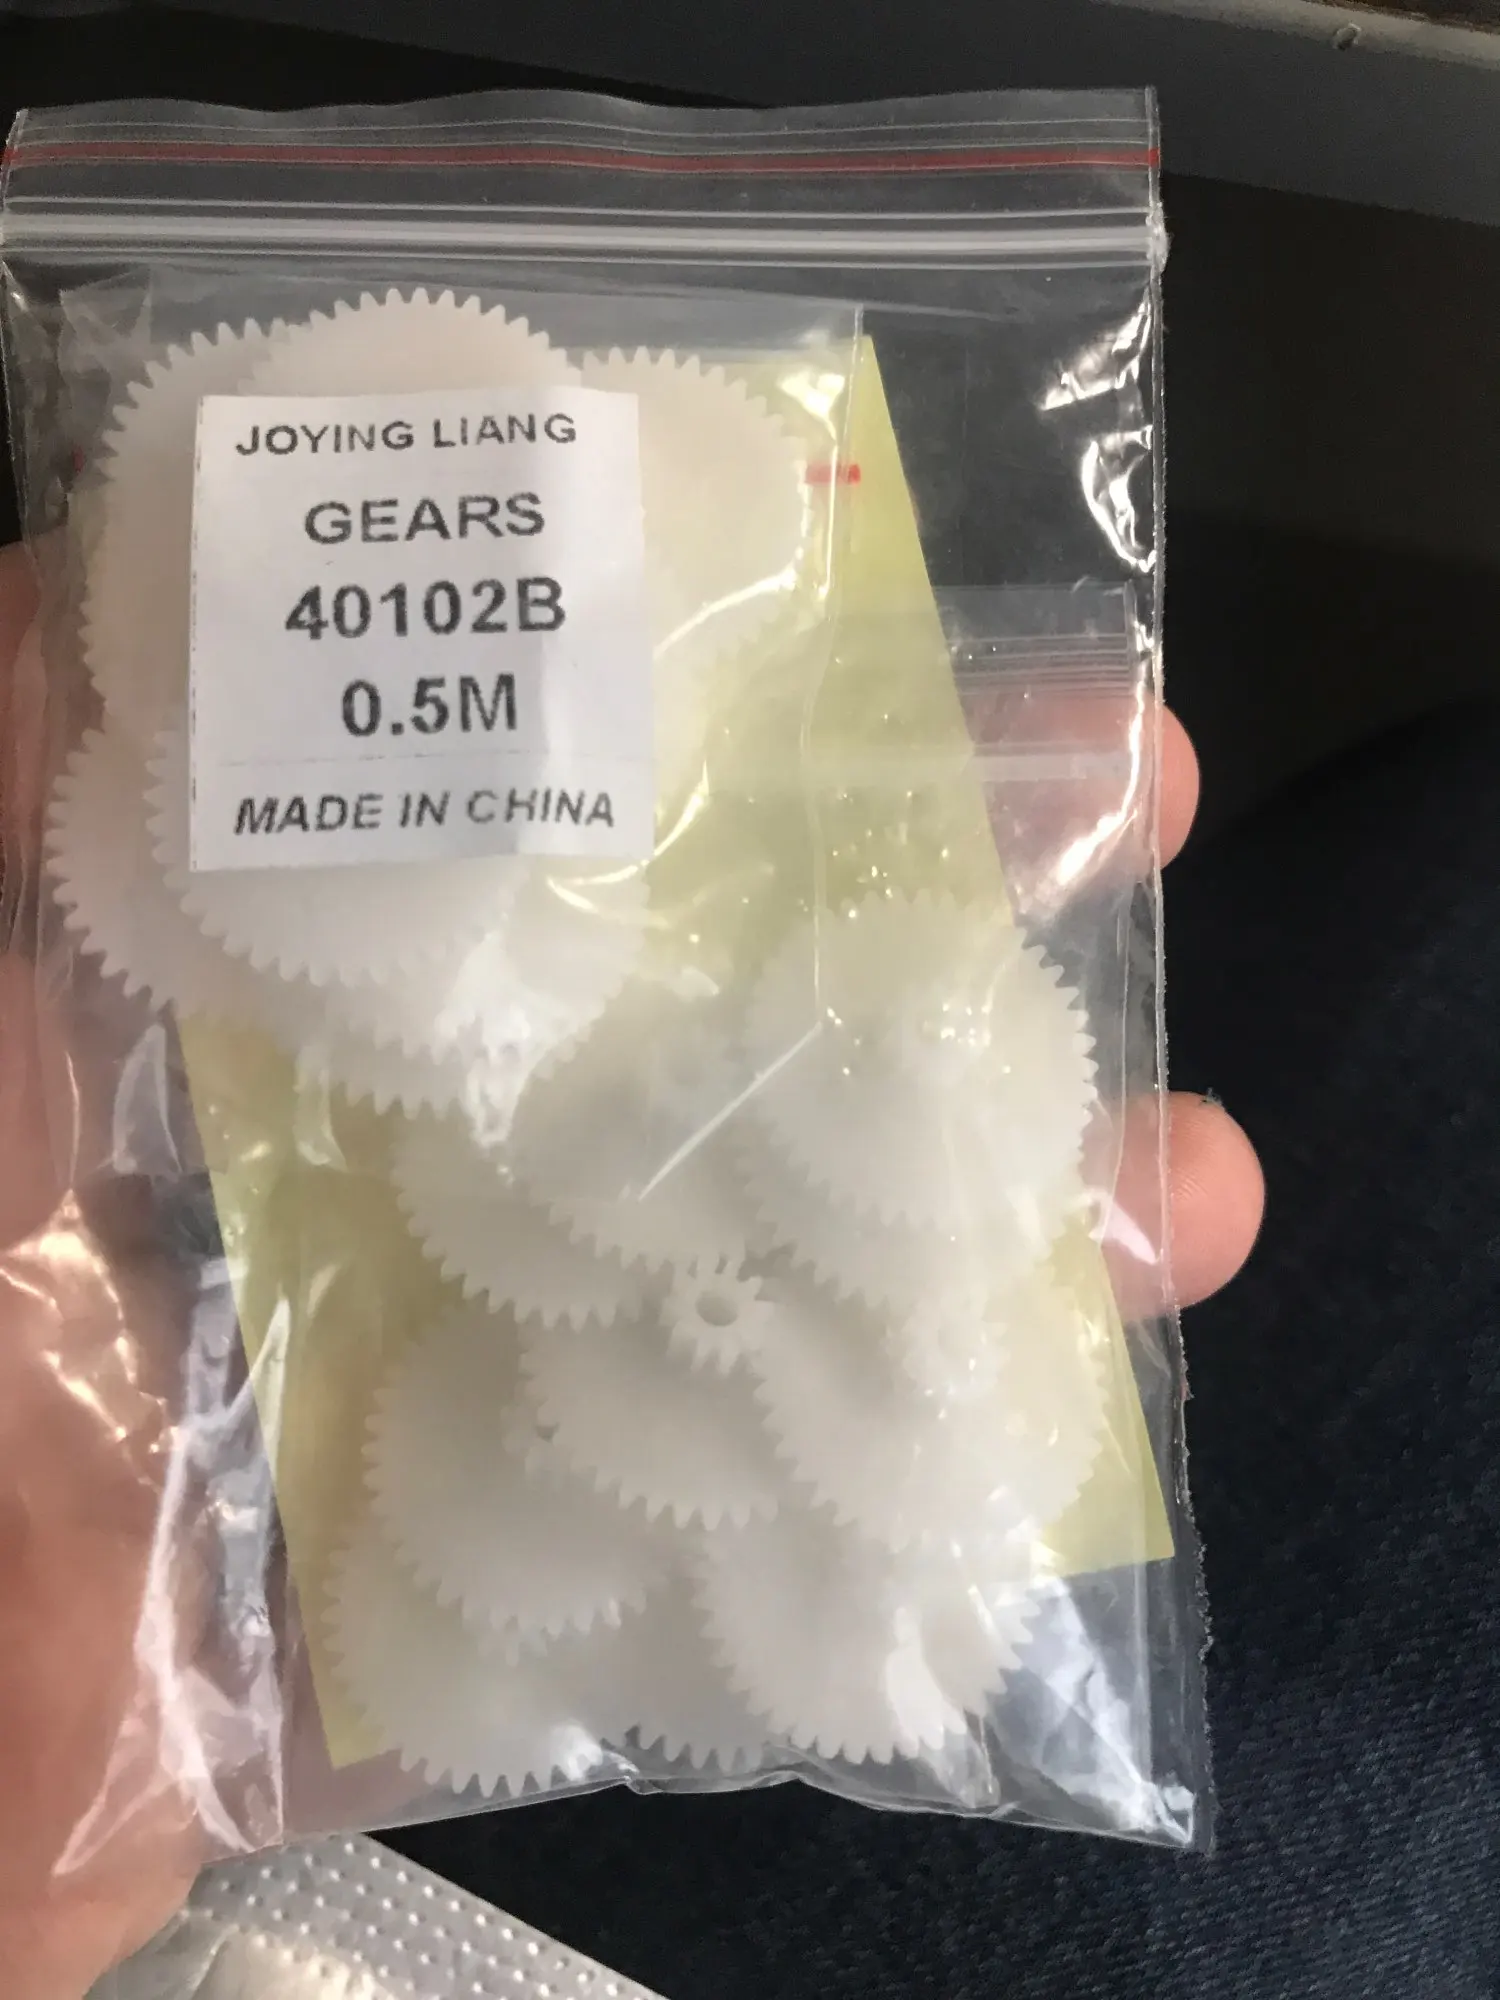 JOYING LIANG
GEARS
40102B
0.5M
MADE IN CHINA